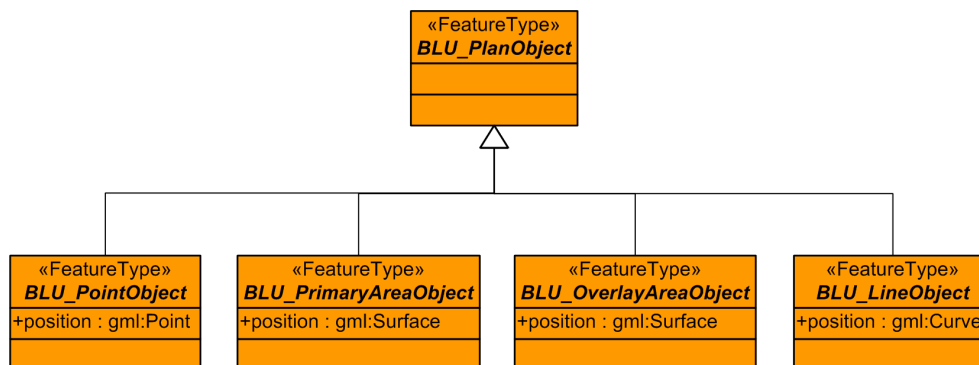 «FeatureType»
BLU_PlanObject
«FeatureType»
BLU_PointObject
+position : gml:Point
«FeatureType»
BLU_PrimaryAreaObject
+position : gml:Surface
«FeatureType»
BLU_OverlayAreaObject
+position : gml:Surface
«FeatureType»
BLU_LineObject
+position : gml:Curve